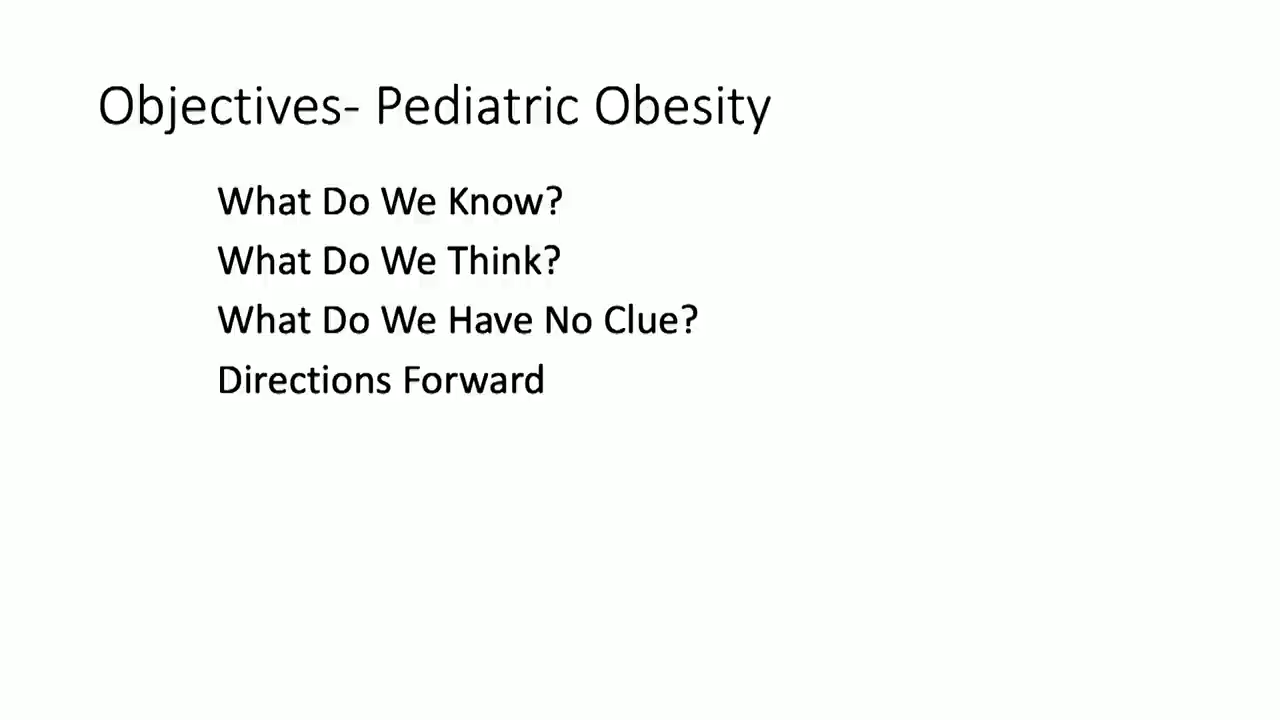 Objectives- Pediatric Obesity
What Do We Know?
What Do We Think?
What Do We Have No Clue?
Directions Forward